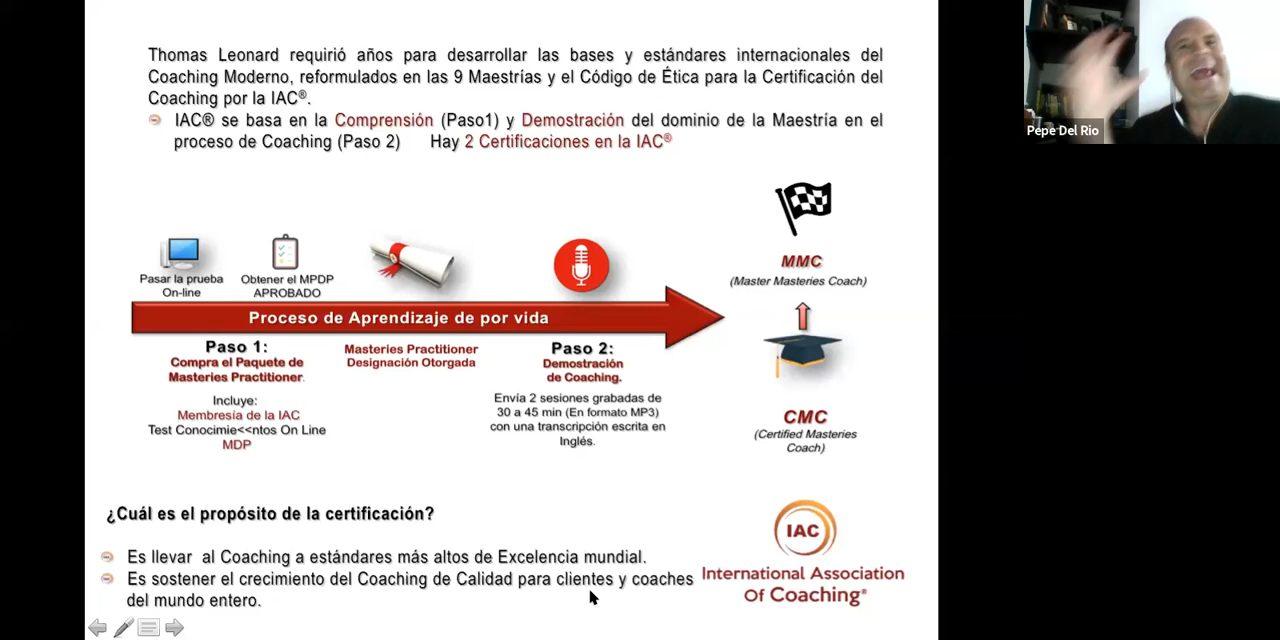 Thomas Leonard requirió años para desarrollar las bases y estándares internacionales del
Coaching Moderno, reformulados en las 9 Maestrías y el Código de Ética para la Certificación del
Coaching por la IAC®.
IAC® se basa en la Comprensión (Paso1) y Demostración del dominio de la Maestría en el
proceso de Coaching (Paso 2) Hay 2 Certificaciones en la IAC®
Pepe Del Rio
Pasar la prueba
On-line
Obtener el MPDP
APROBADO
MMC
(Master Masteries Coach)
Proceso de Aprendizaje de por vida
Paso 1:
Compra el Paquete de
Masteries Practitioner.
Incluye:
Membresía de la IAC
Test Conocimie<<ntos On Line
MDP
Masteries Practitioner
Designación Otorgada
Paso 2:
Demostración
de Coaching.
Envía 2 sesiones grabadas de
30 a 45 min (En formato MP3)
con una transcripción escrita en
Inglés.
CMC
(Certified Masteries
Coach)
¿Cuál es el propósito de la certificación?
Es llevar al Coaching a estándares más altos de Excelencia mundial.
Es sostener el crecimiento del Coaching de Calidad para clientes y coaches
del mundo entero.
IAC
International Association
Of Coaching®